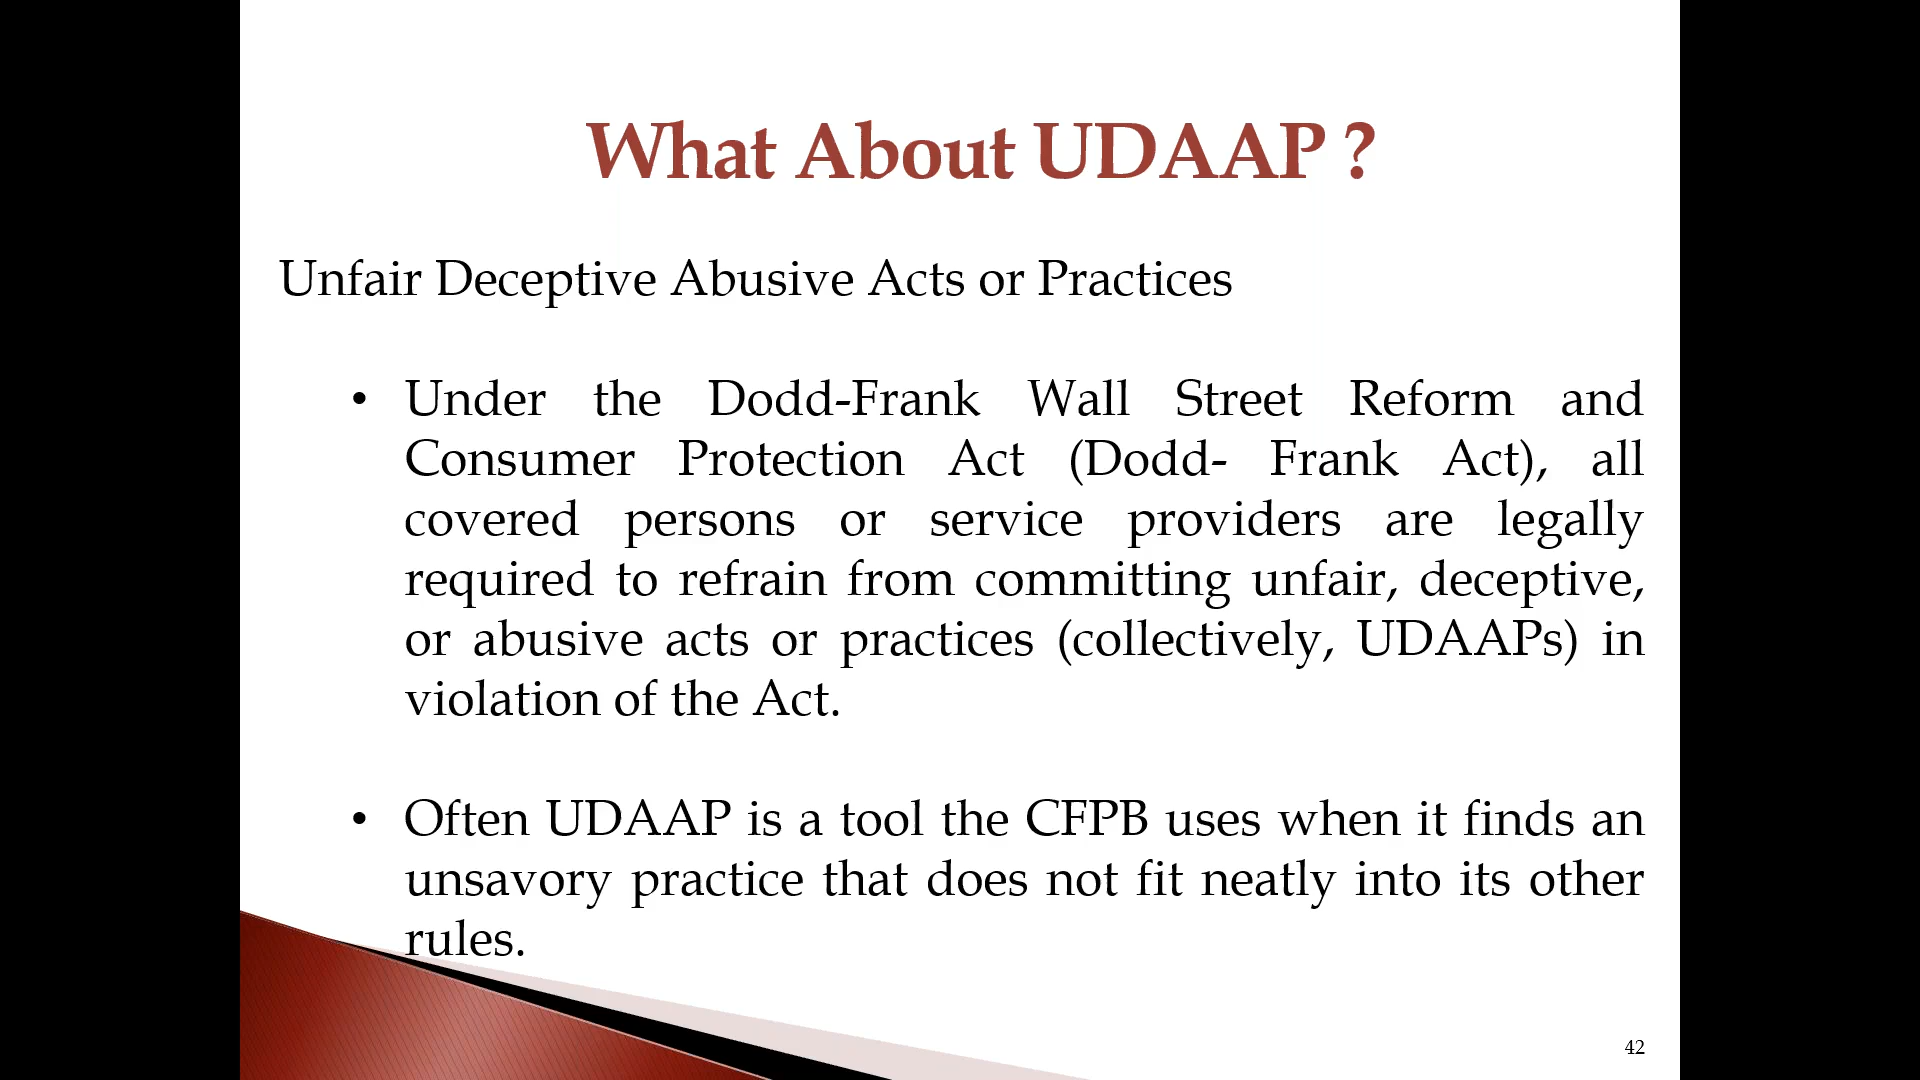 What About UDAAP ?
Unfair Deceptive Abusive Acts or Practices
• Under the Dodd-Frank Wall Street Reform and
Consumer Protection Act (Dodd- Frank Act), all
covered persons or service providers are legally
required to refrain from committing unfair, deceptive,
or abusive acts or practices (collectively, UDAAPs) in
violation of the Act.
• Often UDAAP is a tool the CFPB uses when it finds an
unsavory practice that does not fit neatly into its other
rules.
42